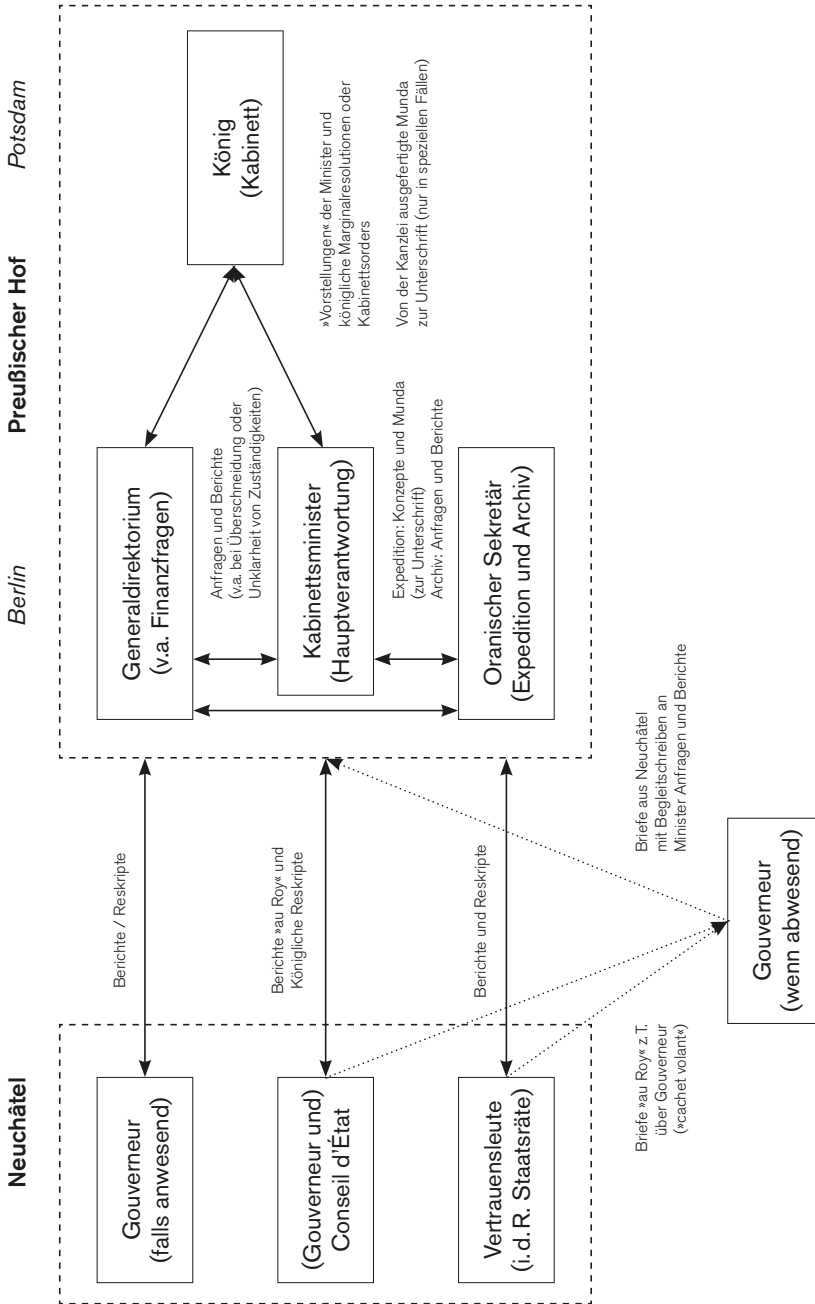 Neuchâtel
Preußischer Hof
Berlin
Potsdam
Gouverneur
(falls anwesend)
(Gouverneur und)
Conseil d'État
Vertrauensleute
(i.d.R. Staatsräte)
Berichte / Reskripte
Berichte »au Roy« und
Königliche Reskripte
Berichte und Reskripte
Generaldirektorium
(v.a. Finanzfragen)
Anfragen und Berichte
(v.a. bei Überschneidung oder
Unklarheit von Zuständigkeiten)
Kabinettsminister
(Hauptverantwortung)
Expedition: Konzepte und Munda
(zur Unterschrift)
Archiv: Anfragen und Berichte
Oranischer Sekretär
(Expedition und Archiv)
König
(Kabinett)
»Vorstellungen« der Minister und
königliche Marginalresolutionen oder
Kabinettsorders
Von der Kanzlei ausgefertigte Munda
zur Unterschrift (nur in speziellen Fällen)
Briefe »au Roy« z.T.
über Gouverneur
(»cachet volant«)
Gouverneur
(wenn abwesend)
Briefe aus Neuchâtel
mit Begleitschreiben an
Minister Anfragen und Berichte